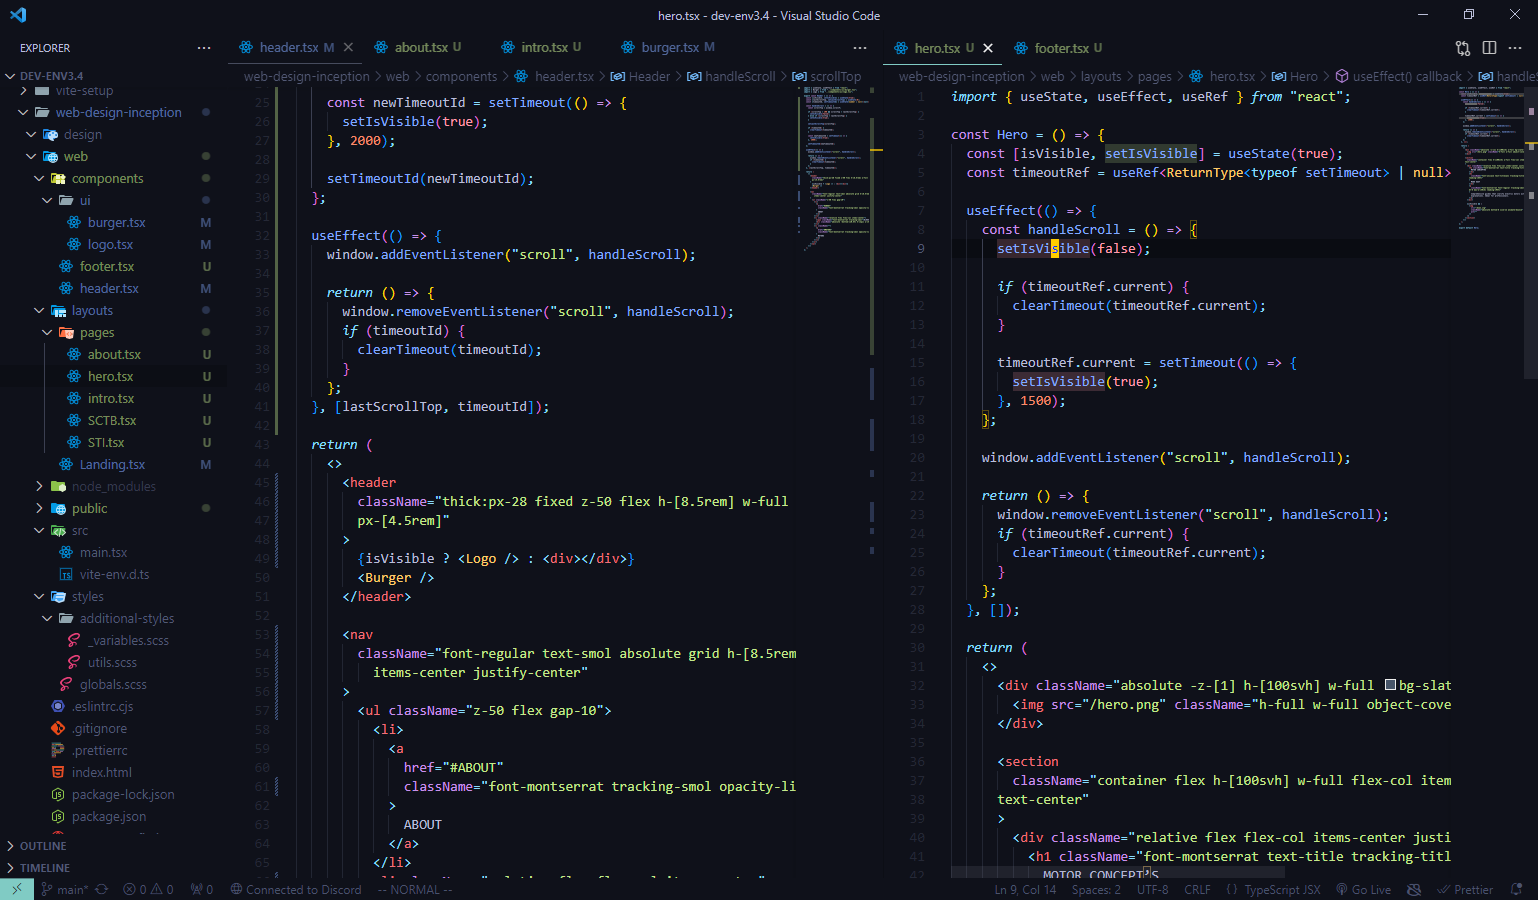 hero.tsx - dev-env3.4 - Visual Studio Code
EXPLORER
DEV-ENV3.4
vite-setup
web-design-inception
design
web
components
ui
burger.tsx M
logo.tsx M
footer.tsx U
header.tsx M
layouts
pages
about.tsx U
hero.tsx U
intro.tsx U
SCTB.tsx U
STI.tsx U
Landing.tsx M
node_modules
public
src
main.tsx
vite-env.d.ts
styles
additional-styles
_variables.scss
utils.scss
globals.scss
.eslintrc.cjs
.gitignore
.prettierrc
index.html
package-lock.json
package.json
OUTLINE
TIMELINE
header.tsx M about.tsx U intro.tsx U burger.tsx M
web-design-inception > web > components > header.tsx > Header > handleScroll > scrollTop
25 const newTimeoutId = setTimeout(() => {
26 setIsVisible(true);
27 }, 2000);
28
29 setTimeoutId(newTimeoutId);
30 };
31
32 useEffect(() => {
33 window.addEventListener("scroll", handleScroll);
34
35 return () => {
36 window.removeEventListener("scroll", handleScroll);
37 if (timeoutId) {
38 clearTimeout(timeoutId);
39 }
40 };
41 }, [lastScrollTop, timeoutId]);
42
43 return (
44 <>
45 <header
46 className="thick:px-28 fixed z-50 flex h-[8.5rem] w-full
47 px-[4.5rem]"
48 >
49 {isVisible ? <Logo /> : <div></div>}
50 <Burger />
51 </header>
52
53 <nav
54 className="font-regular text-smol absolute grid h-[8.5rem
55 items-center justify-center"
56 >
57 <ul className="z-50 flex gap-10">
58 <li>
59 <a
60 href="#ABOUT"
61 className="font-montserrat tracking-smol opacity-li
62 >
63 ABOUT
64 </a>
65 </li>
hero.tsx U footer.tsx U
web-design-inception > web > layouts > pages > hero.tsx > Hero > useEffect() callback > handleS
1 import { useState, useEffect, useRef } from "react";
2
3 const Hero = () => {
4 const [isVisible, setIsVisible] = useState(true);
5 const timeoutRef = useRef<ReturnType<typeof setTimeout> | null>
6
7 useEffect(() => {
8 const handleScroll = () => {
9 setIsVisible(false);
10
11 if (timeoutRef.current) {
12 clearTimeout(timeoutRef.current);
13 }
14
15 timeoutRef.current = setTimeout(() => {
16 setIsVisible(true);
17 }, 1500);
18 };
19
20 window.addEventListener("scroll", handleScroll);
21
22 return () => {
23 window.removeEventListener("scroll", handleScroll);
24 if (timeoutRef.current) {
25 clearTimeout(timeoutRef.current);
26 }
27 };
28 }, []);
29
30 return (
31 <>
32 <div className="absolute -z-[1] h-[100svh] w-full bg-slat
33 <img src="/hero.png" className="h-full w-full object-cove
34 </div>
35
36 <section
37 className="container flex h-[100svh] w-full flex-col item
38 text-center"
39 >
40 <div className="relative flex flex-col items-center justi
41 <h1 className="font-montserrat text-title tracking-titl
42 MOTOR CONCEPTS
main* 0 0 0 Connected to Discord -- NORMAL --
Ln 9, Col 14 Spaces: 2 UTF-8 CRLF { } TypeScript JSX Go Live Prettier